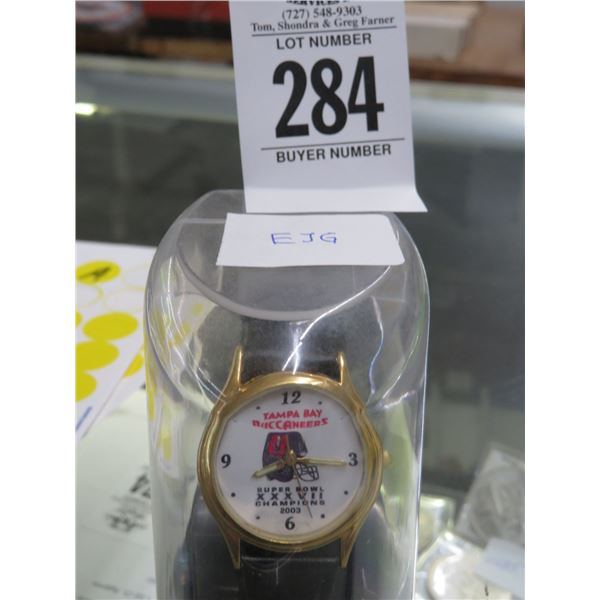 (727) 548-9303
Tom, Shondra & Greg Farner
LOT NUMBER
284
BUYER NUMBER
EJG
12
TAMPA BAY
BUCCANEERS
9
3
SUPER BOWL
XXXVII
CHAMPIONS
2003
6